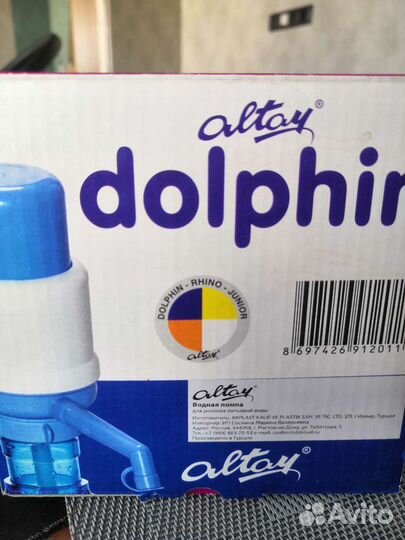 altay®
dolphin
DOLPHIN - RHINO - JUNIOR
altay
8 697426 912011
altay
Водная помпа
для розлива питьевой воды
Изготовитель: AKPLAST KALIP VE PLASTIK SAN. VE TIC. LTD. STI. / Измир, Турция
Импортер: ИП Соснина Марина Валерьевна
Адрес: Россия, 344068, г. Ростов-на-Дону, ул.
Произведено в Турции
altay
Avito